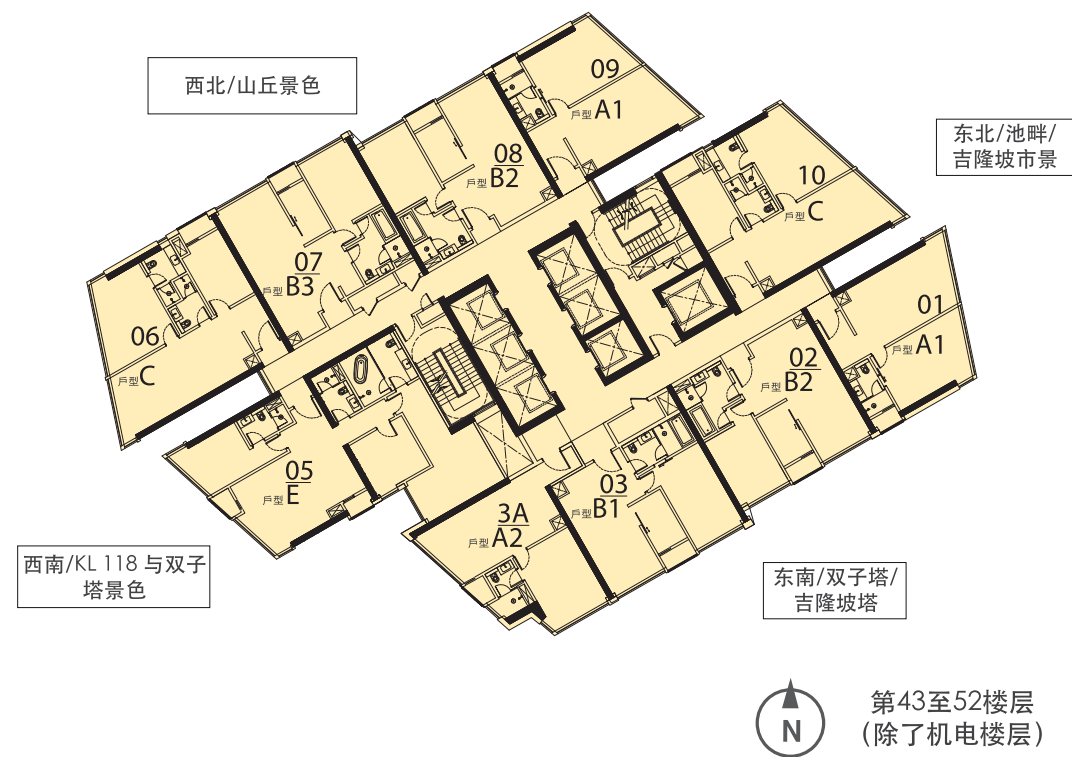 西北/山丘景色
09
户型 A1
东北/池畔/
吉隆坡市景
08
户型 B2
10
户型 C
07
户型 B3
06
户型 C
01
户型 A1
02
户型 B2
05
户型 E
03
户型 B1
3A
户型 A2
西南/KL 118 与双子
塔景色
东南/双子塔/
吉隆坡塔
N
第43至52楼层
(除了机电楼层)